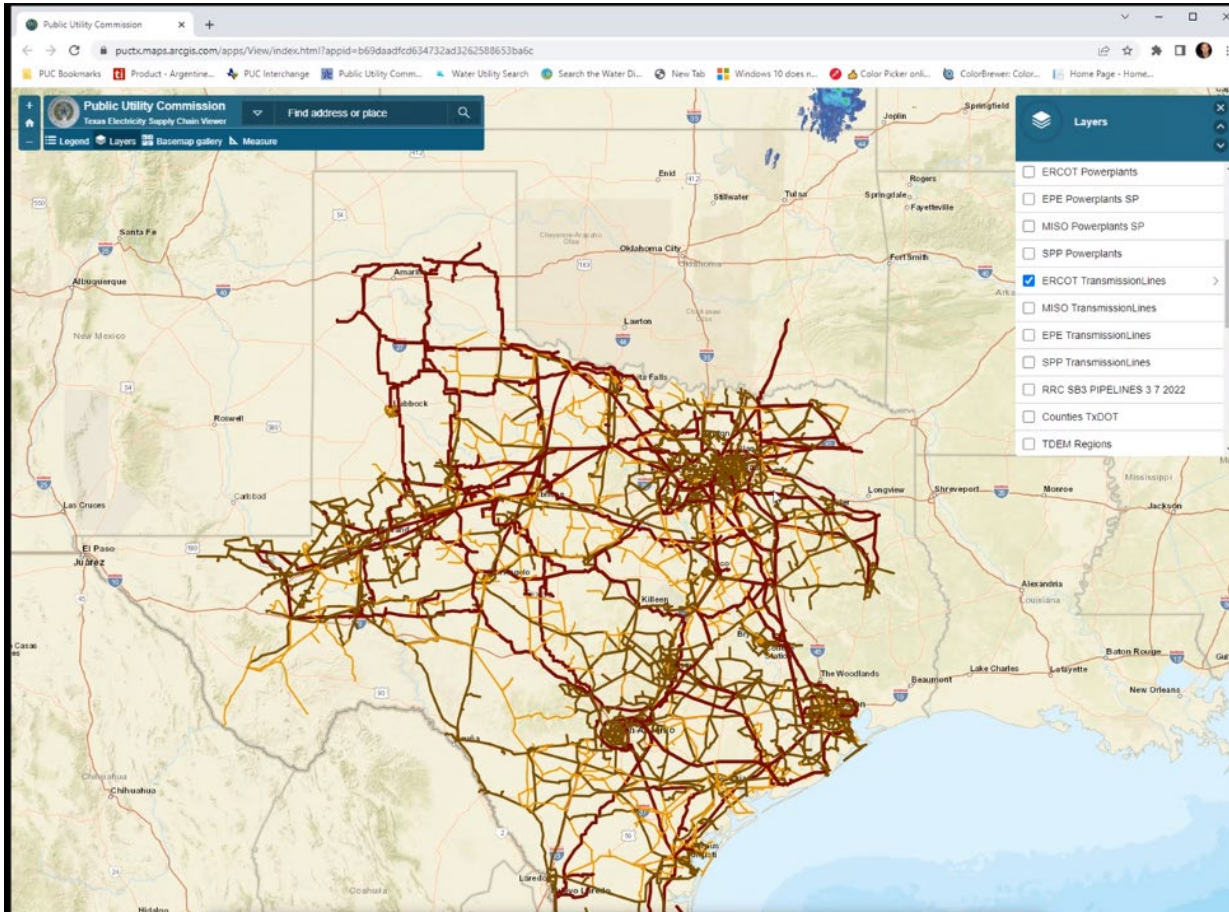 Public Utility Commission
puctx.maps.arcgis.com/apps/View/index.html?appid=b69daadfcd634732ad3262588653ba6c
PUC Bookmarks
Product - Argentine...
PUC Interchange
Public Utility Comm...
Water Utility Search
Search the Water Di...
New Tab
Windows 10 does n...
Color Picker onli...
ColorBrewer: Color...
Home Page - Home...
Public Utility Commission
Texas Electricity Supply Chain Viewer
Find address or place
Legend
Layers
Basemap gallery
Measure
Layers
ERCOT Powerplants
EPE Powerplants SP
MISO Powerplants SP
SPP Powerplants
ERCOT TransmissionLines
MISO TransmissionLines
EPE TransmissionLines
SPP TransmissionLines
RRC SB3 PIPELINES 3 7 2022
Counties TxDOT
TDEM Regions
Springfield
Joplin
Enid
Stillwater
Tulsa
Rogers
Springdale
Fayetteville
Santa Fe
Albuquerque
Oklahoma City
Oklahoma
Fort Smith
Lawton
New Mexico
Roswell
Carlsbad
Las Cruces
El Paso
Juárez
Longview
Shreveport
Monroe
Mississippi
Jackson
Killeen
Alexandria
Louisiana
The Woodlands
Beaumont
Lake Charles
Lafayette
Baton Rouge
New Orleans
Chihuahua
Chihuahua
Coahuila
Laredo
Hidalgo